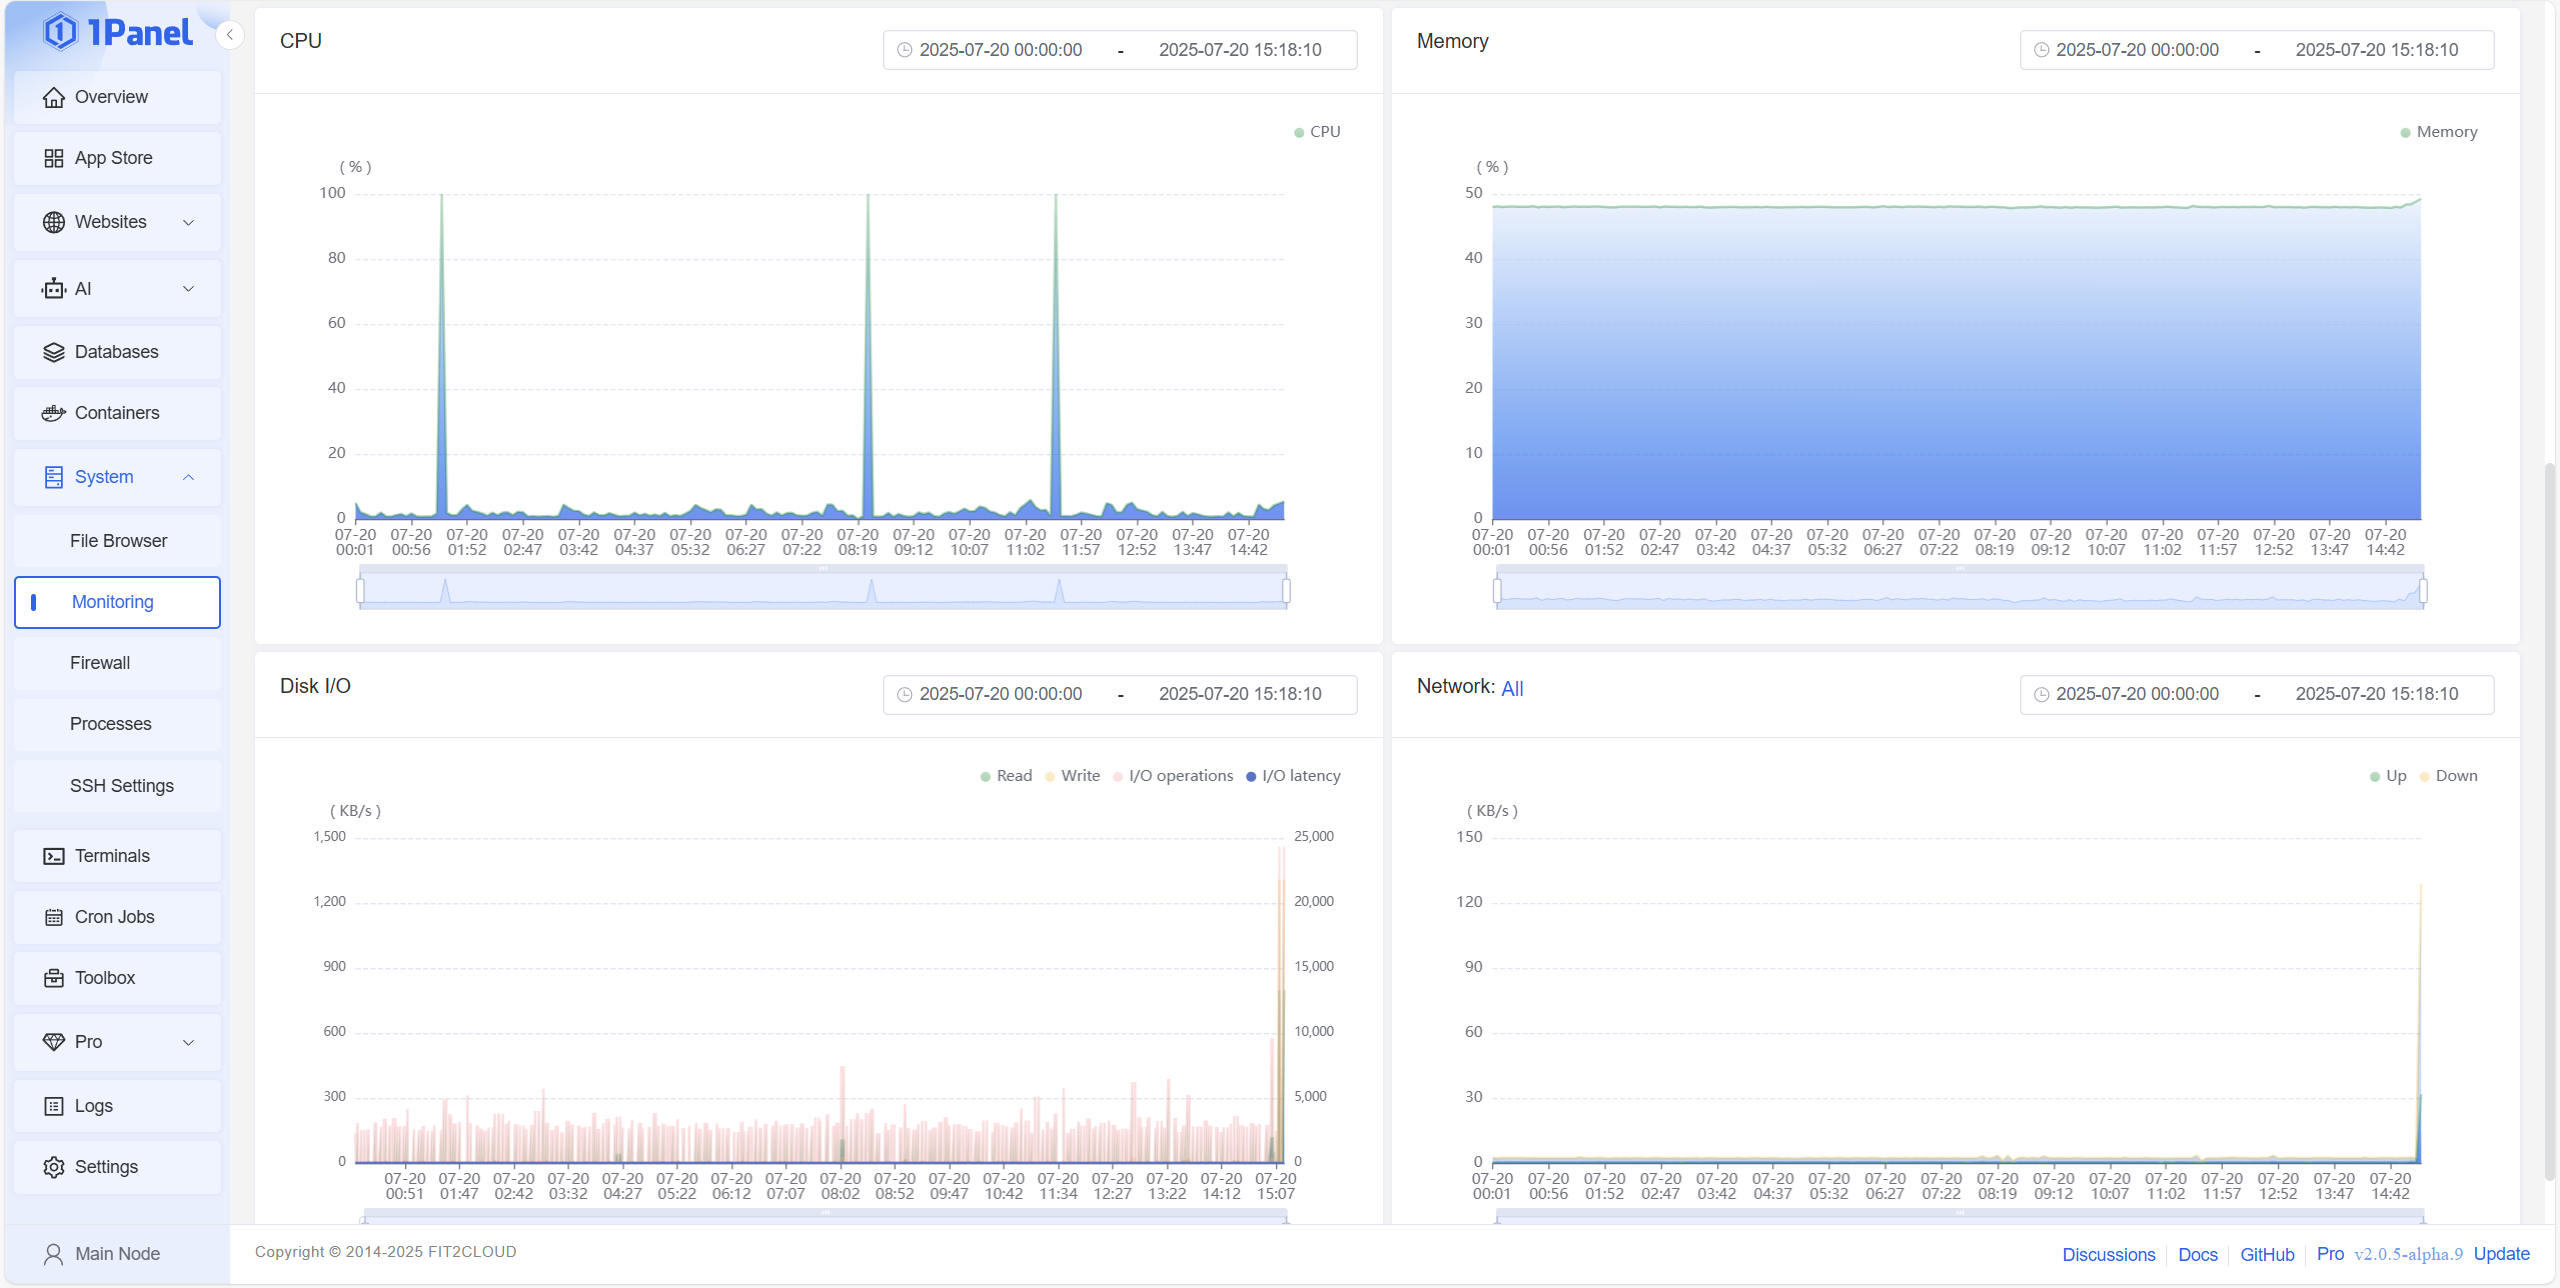 1Panel
Overview
App Store
Websites
AI
Databases
Containers
System
File Browser
Monitoring
Firewall
Processes
SSH Settings
Terminals
Cron Jobs
Toolbox
Pro
Logs
Settings
Main Node
CPU
2025-07-20 00:00:00 - 2025-07-20 15:18:10
CPU
( % )
100
80
60
40
20
0
07-20 07-20 07-20 07-20 07-20 07-20 07-20 07-20 07-20 07-20 07-20 07-20 07-20 07-20 07-20 07-20 07-20
00:01 00:56 01:52 02:47 03:42 04:37 05:32 06:27 07:22 08:19 09:12 10:07 11:02 11:57 12:52 13:47 14:42
Memory
2025-07-20 00:00:00 - 2025-07-20 15:18:10
Memory
( % )
50
40
30
20
10
0
07-20 07-20 07-20 07-20 07-20 07-20 07-20 07-20 07-20 07-20 07-20 07-20 07-20 07-20 07-20 07-20 07-20
00:01 00:56 01:52 02:47 03:42 04:37 05:32 06:27 07:22 08:19 09:12 10:07 11:02 11:57 12:52 13:47 14:42
Disk I/O
2025-07-20 00:00:00 - 2025-07-20 15:18:10
Read Write I/O operations I/O latency
( KB/s )
1,500 25,000
1,200 20,000
900 15,000
600 10,000
300 5,000
0 0
07-20 07-20 07-20 07-20 07-20 07-20 07-20 07-20 07-20 07-20 07-20 07-20 07-20 07-20 07-20 07-20 07-20
00:51 01:47 02:42 03:32 04:27 05:22 06:12 07:07 08:02 08:52 09:47 10:42 11:34 12:27 13:22 14:12 15:07
Network: All
2025-07-20 00:00:00 - 2025-07-20 15:18:10
Up Down
( KB/s )
150
120
90
60
30
0
07-20 07-20 07-20 07-20 07-20 07-20 07-20 07-20 07-20 07-20 07-20 07-20 07-20 07-20 07-20 07-20 07-20
00:01 00:56 01:52 02:47 03:42 04:37 05:32 06:27 07:22 08:19 09:12 10:07 11:02 11:57 12:52 13:47 14:42
Copyright © 2014-2025 FIT2CLOUD
Discussions Docs GitHub Pro v2.0.5-alpha.9 Update